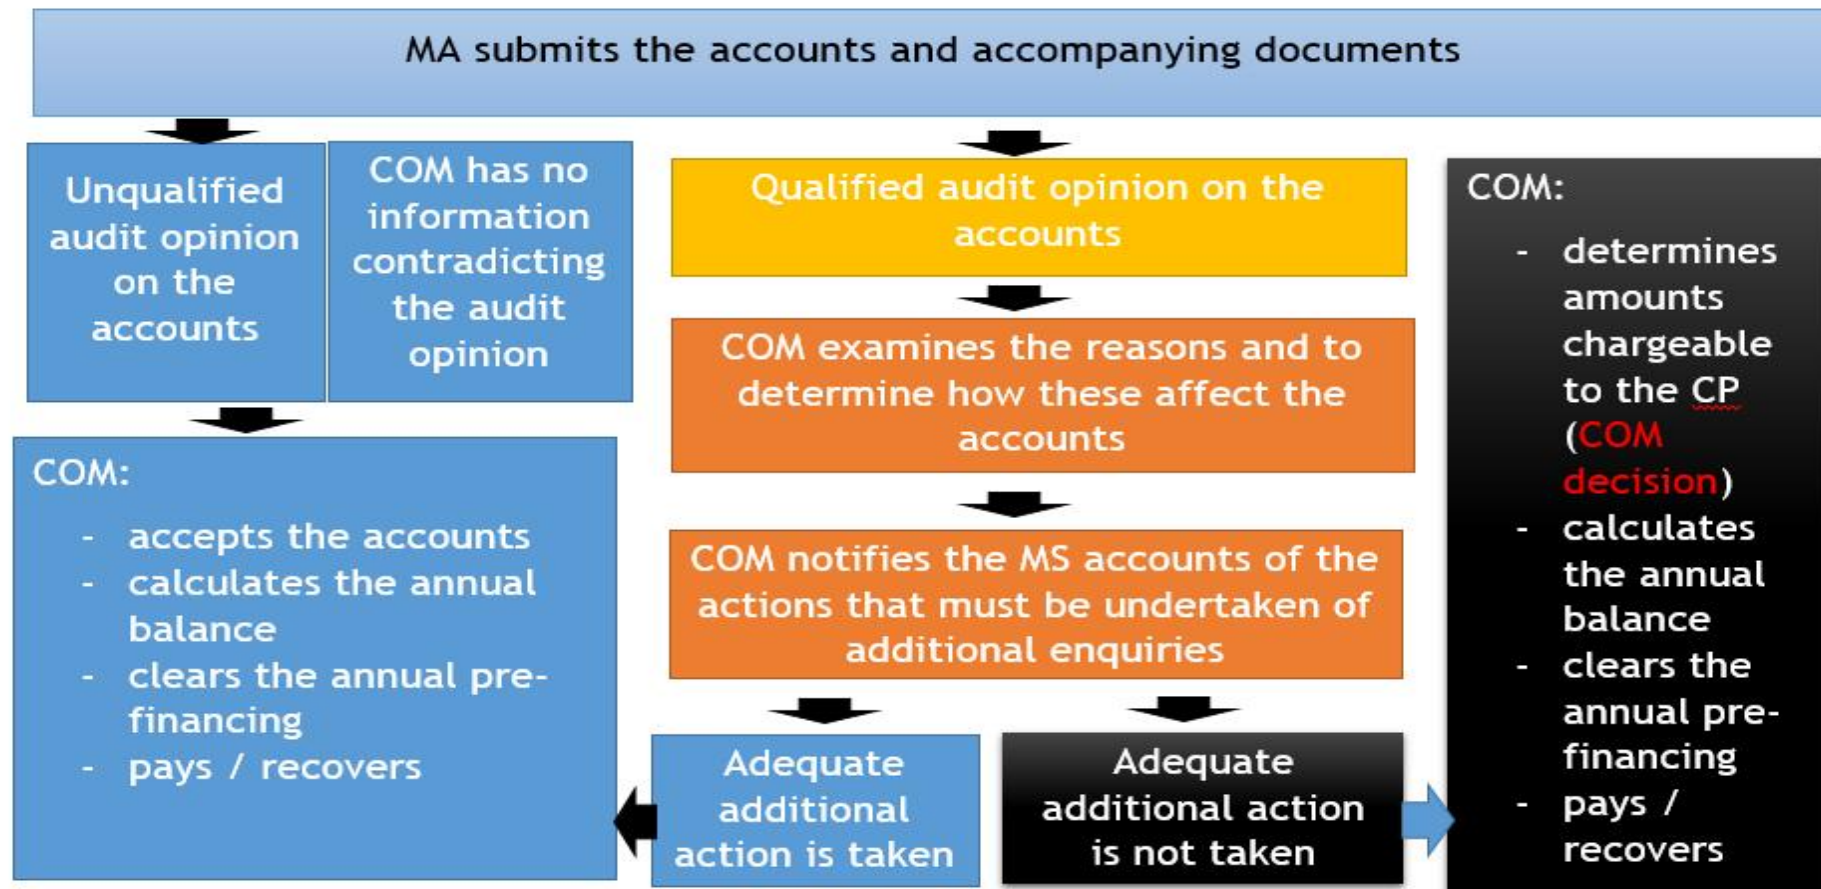 MA submits the accounts and accompanying documents
Unqualified
audit opinion
on the
accounts
COM has no
information
contradicting
the audit
opinion
COM:
- accepts the accounts
- calculates the annual
balance
- clears the annual pre-
financing
- pays / recovers
Qualified audit opinion on the
accounts
COM examines the reasons and to
determine how these affect the
accounts
COM notifies the MS accounts of the
actions that must be undertaken of
additional enquiries
Adequate
additional
action is taken
Adequate
additional action
is not taken
COM:
- determines
amounts
chargeable
to the CP
(COM
decision)
- calculates
the annual
balance
- clears the
annual pre-
financing
- pays /
recovers